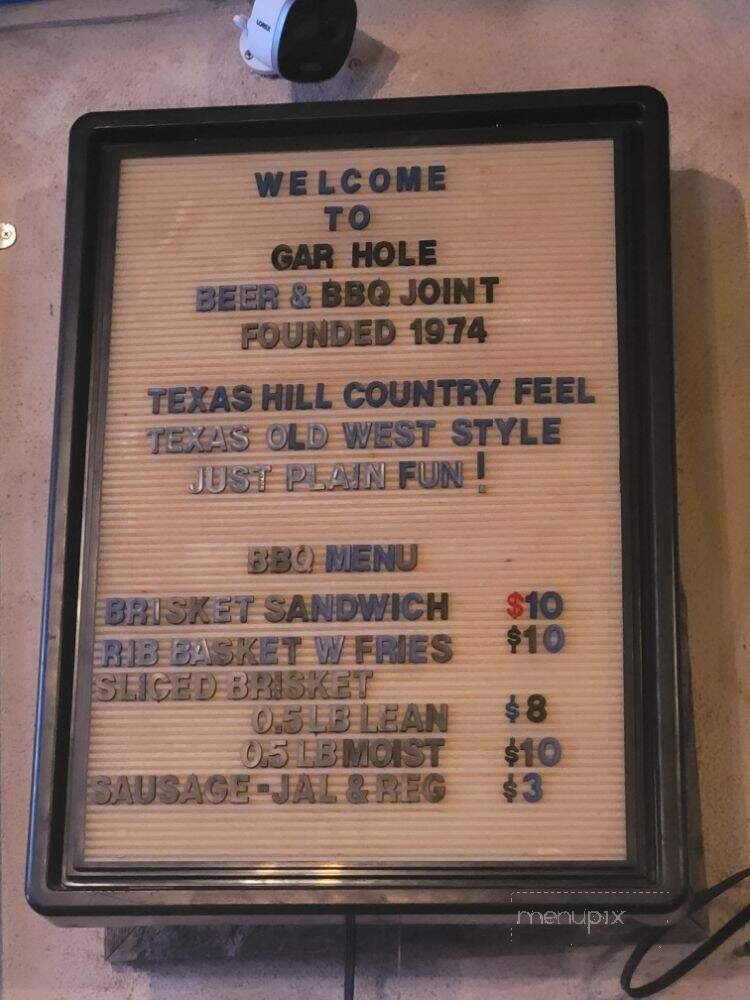 LOREX
WELCOME
TO
GAR HOLE
BEER & BBQ JOINT
FOUNDED 1974
TEXAS HILL COUNTRY FEEL
TEXAS OLD WEST STYLE
JUST PLAIN FUN !
BBQ MENU
BRISKET SANDWICH $10
RIB BASKET W FRIES $10
SLICED BRISKET
0.5 LB LEAN $8
0.5 LB MOIST $10
SAUSAGE-JAL & REG $3
menupix